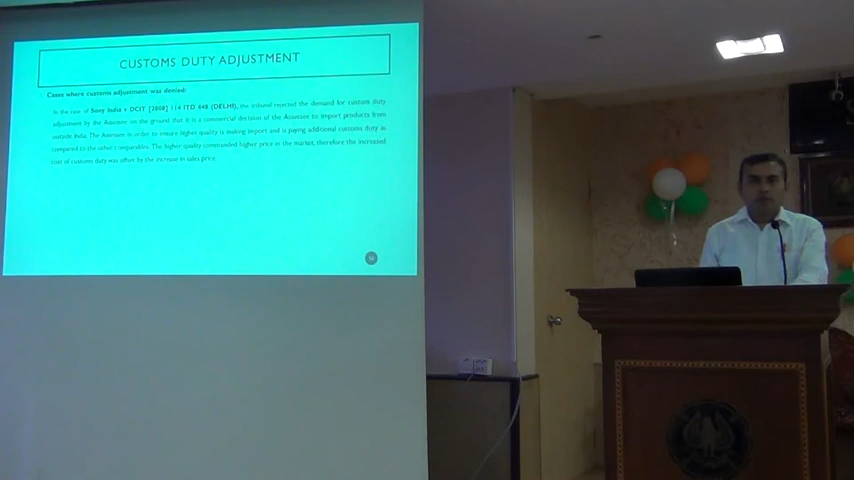 CUSTOMS DUTY ADJUSTMENT
Cases where customs adjustment was denied:
In the case of Sony India v DCIT [2008] 114 ITD 448 (DELHI), the tribunal rejected the demand for custom duty
adjustment by the Assessee on the ground that it is a commercial decision of the Assessee to import products from
outside India. The Assessee in order to ensure higher quality is making import and is paying additional customs duty as
compared to the other comparables. The higher quality commanded higher price in the market, therefore the increased
cost of customs duty was offset by the increase in sales price.